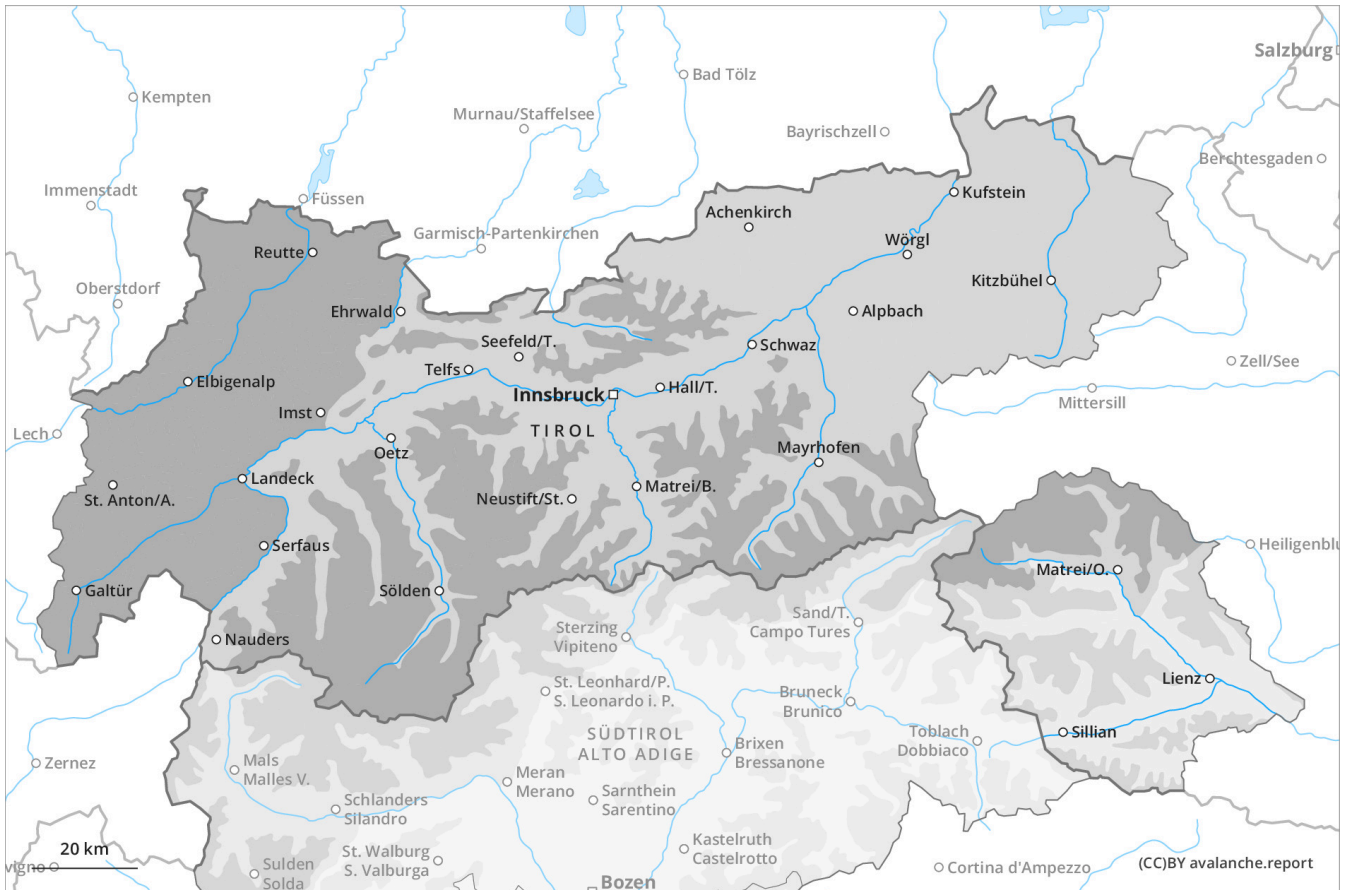 Salzburg
Bad Tölz
Kempten
Murnau/Staffelsee
Bayrischzell
Berchtesgaden
Immenstadt
Füssen
Kufstein
Achenkirch
Garmisch-Partenkirchen
Wörgl
Reutte
Kitzbühel
Oberstdorf
Ehrwald
Alpbach
Seefeld/T.
Schwaz
Zell/See
Telfs
Elbigenalp
Hall/T.
Innsbruck
Mittersill
Imst
TIROL
Lech
Oetz
Mayrhofen
Landeck
Matrei/B.
St. Anton/A.
Neustift/St.
Serfaus
Heiligenblu
Matrei/O.
Galtür
Sölden
Sand/T.
Campo Tures
Nauders
Sterzing
Vipiteno
Lienz
St. Leonhard/P.
S. Leonardo i. P.
Bruneck
Brunico
Sillian
SÜDTIROL
ALTO ADIGE
Toblach
Dobbiaco
Brixen
Bressanone
Zernez
Mals
Malles V.
Meran
Merano
Sarnthein
Sarentino
Schlanders
Silandro
Kastelruth
Castelrotto
20 km
St. Walburg
S. Valburga
vigno
Sulden
Solda
Cortina d'Ampezzo
(CC)BY avalanche.report
Bozen